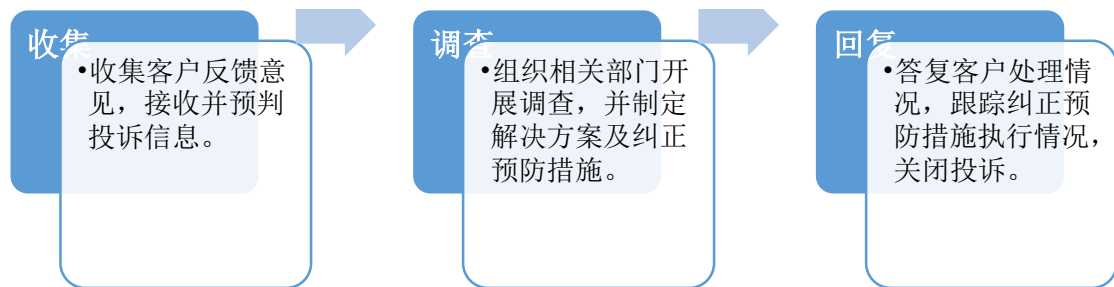 收集
•收集客户反馈意
见，接收并预判
投诉信息。
调查
•组织相关部门开
展调查，并制定
解决方案及纠正
预防措施。
回复
•答复客户处理情
况，跟踪纠正预
防措施执行情况，
关闭投诉。